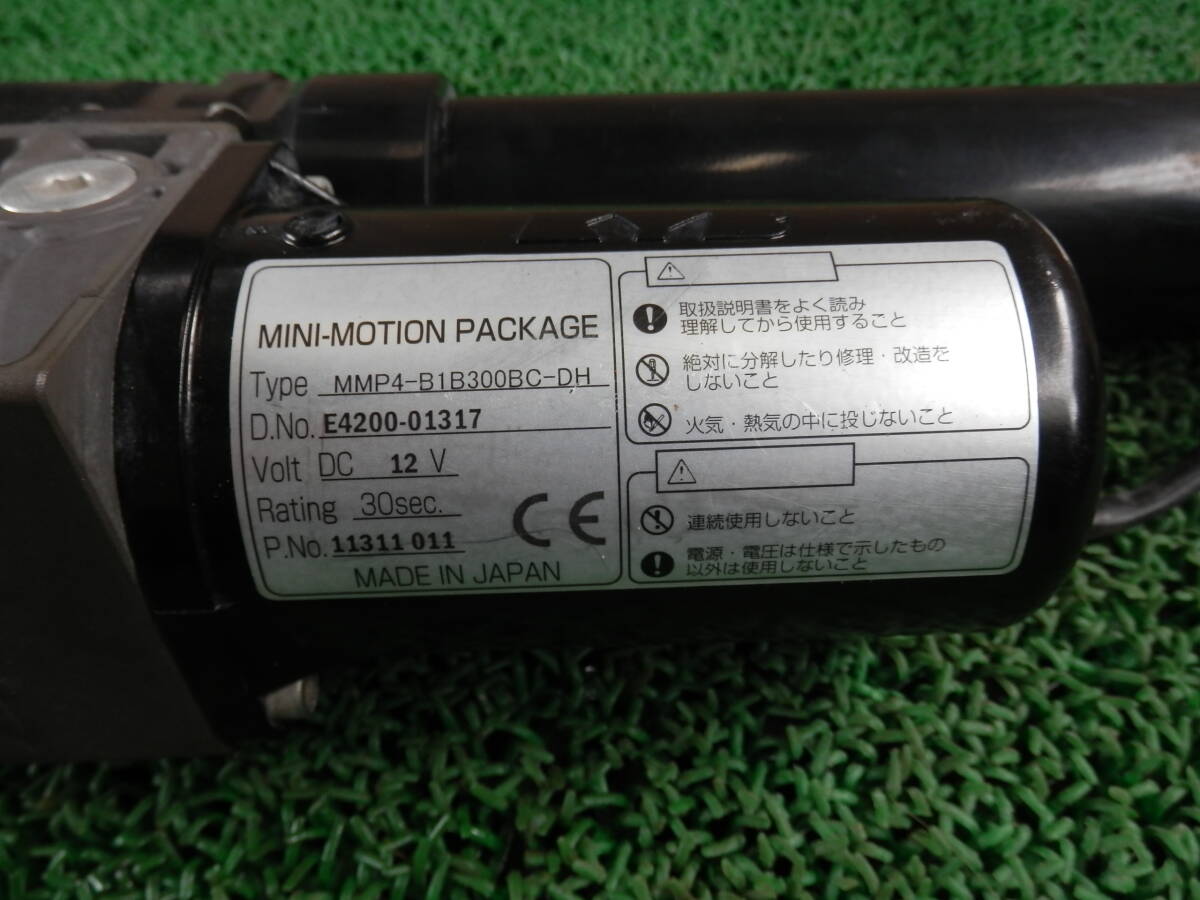 MINI-MOTION PACKAGE
Type MMP4-B1B300BC-DH
D.No. E4200-01317
Volt DC 12 V
Rating 30sec.
P.No. 11311 011
CE
MADE IN JAPAN
取扱説明書をよく読み
理解してから使用すること
絶対に分解したり修理・改造を
しないこと
火気・熱気の中に投じないこと
連続使用しないこと
電源・電圧は仕様で示したもの
以外は使用しないこと